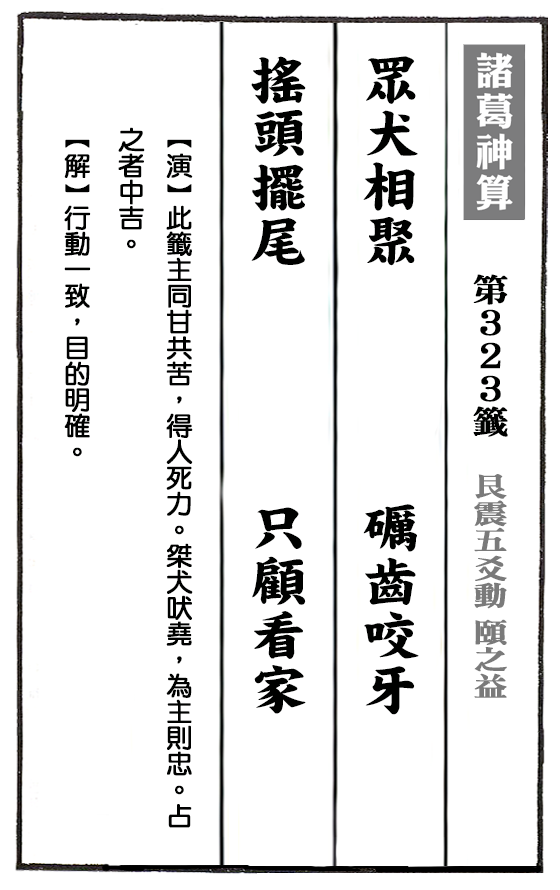 諸葛神算 第323籤 艮震五爻動 頤之益
眾犬相聚 礪齒咬牙
搖頭擺尾 只顧看家
【演】此籤主同甘共苦，得人死力。桀犬吠堯，為主則忠。占
之者中吉。
【解】行動一致，目的明確。